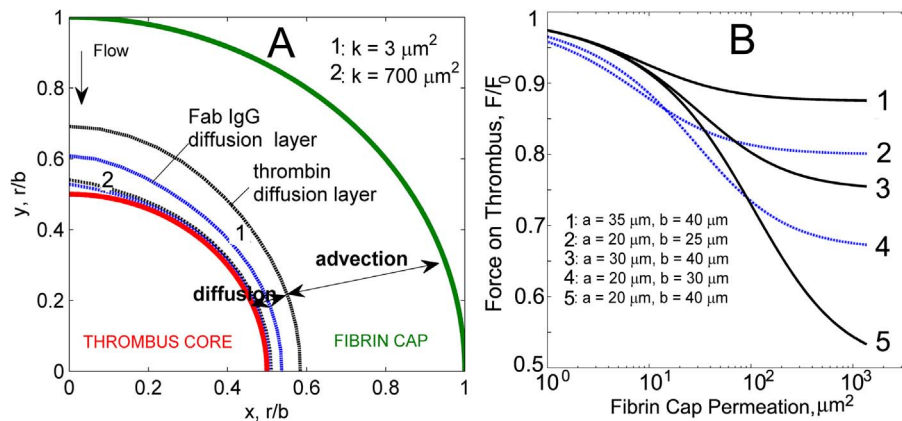 A
1: k = 3 μm²
2: k = 700 μm²
Flow
Fab IgG
diffusion layer
thrombin
diffusion layer
2
1
advection
diffusion
THROMBUS CORE
FIBRIN CAP
1
0.8
0.6
0.4
0.2
0
0
0.2
0.4
0.6
0.8
1
y, r/b
x, r/b
B
1
0.9
0.8
0.7
0.6
0.5
Force on Thrombus, F/F₀
1
2
3
4
5
1: a = 35 μm, b = 40 μm
2: a = 20 μm, b = 25 μm
3: a = 30 μm, b = 40 μm
4: a = 20 μm, b = 30 μm
5: a = 20 μm, b = 40 μm
10⁰
10¹
10²
10³
Fibrin Cap Permeation, μm²